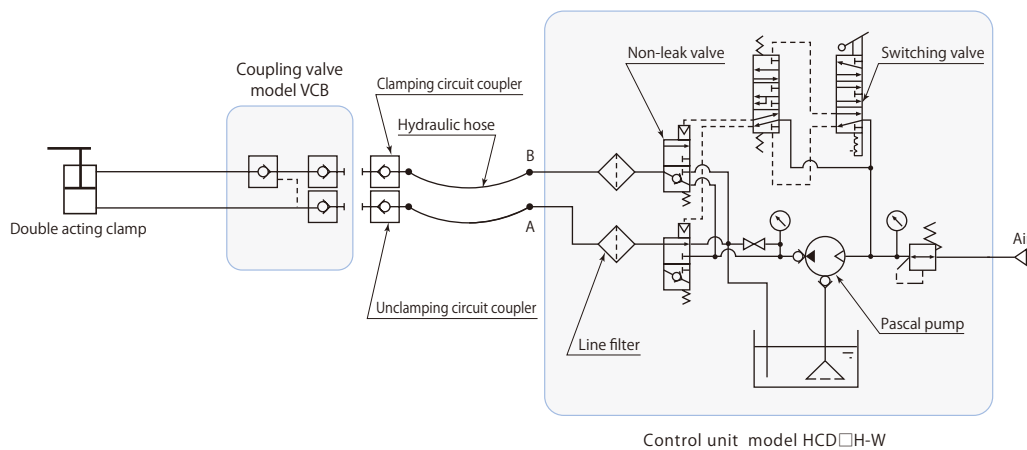 Coupling valve
model VCB
Clamping circuit coupler
Hydraulic hose
Non-leak valve
Switching valve
B
A
Double acting clamp
Unclamping circuit coupler
Line filter
Ai
Pascal pump
Control unit model HCD□H-W